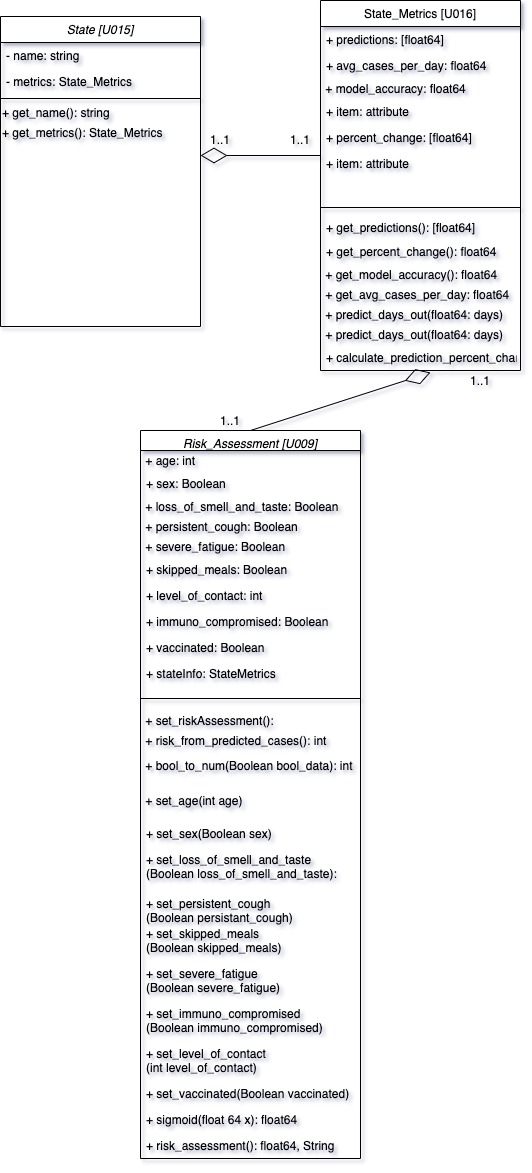 State [U015]
- name: string
- metrics: State_Metrics
+ get_name(): string
+ get_metrics(): State_Metrics
1..1
1..1
State_Metrics [U016]
+ predictions: [float64]
+ avg_cases_per_day: float64
+ model_accuracy: float64
+ item: attribute
+ percent_change: [float64]
+ item: attribute
+ get_predictions(): [float64]
+ get_percent_change(): float64
+ get_model_accuracy(): float64
+ get_avg_cases_per_day: float64
+ predict_days_out(float64: days)
+ predict_days_out(float64: days)
+ calculate_prediction_percent_cha
1..1
1..1
Risk_Assessment [U009]
+ age: int
+ sex: Boolean
+ loss_of_smell_and_taste: Boolean
+ persistent_cough: Boolean
+ severe_fatigue: Boolean
+ skipped_meals: Boolean
+ level_of_contact: int
+ immuno_compromised: Boolean
+ vaccinated: Boolean
+ stateInfo: StateMetrics
+ set_riskAssessment():
+ risk_from_predicted_cases(): int
+ bool_to_num(Boolean bool_data): int
+ set_age(int age)
+ set_sex(Boolean sex)
+ set_loss_of_smell_and_taste
(Boolean loss_of_smell_and_taste):
+ set_persistent_cough
(Boolean persistant_cough)
+ set_skipped_meals
(Boolean skipped_meals)
+ set_severe_fatigue
(Boolean severe_fatigue)
+ set_immuno_compromised
(Boolean immuno_compromised)
+ set_level_of_contact
(int level_of_contact)
+ set_vaccinated(Boolean vaccinated)
+ sigmoid(float 64 x): float64
+ risk_assessment(): float64, String